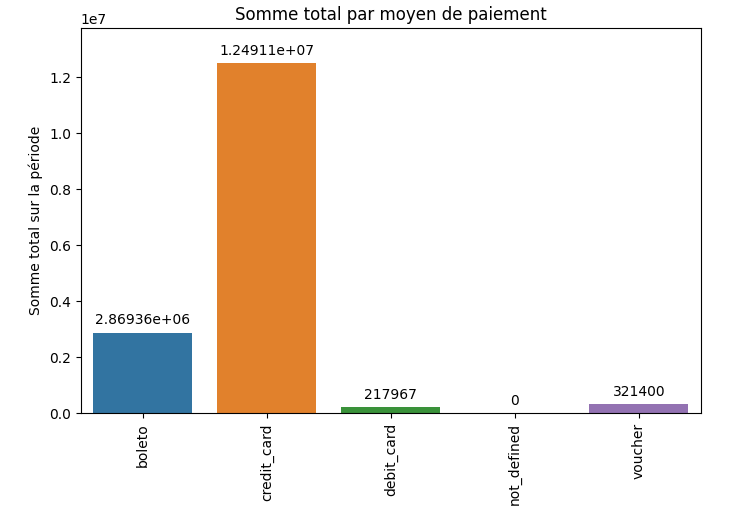 Somme total par moyen de paiement
1e7
Somme total sur la période
1.2
1.0
0.8
0.6
0.4
0.2
0.0
2.86936e+06
1.24911e+07
217967
0
321400
boleto
credit_card
debit_card
not_defined
voucher